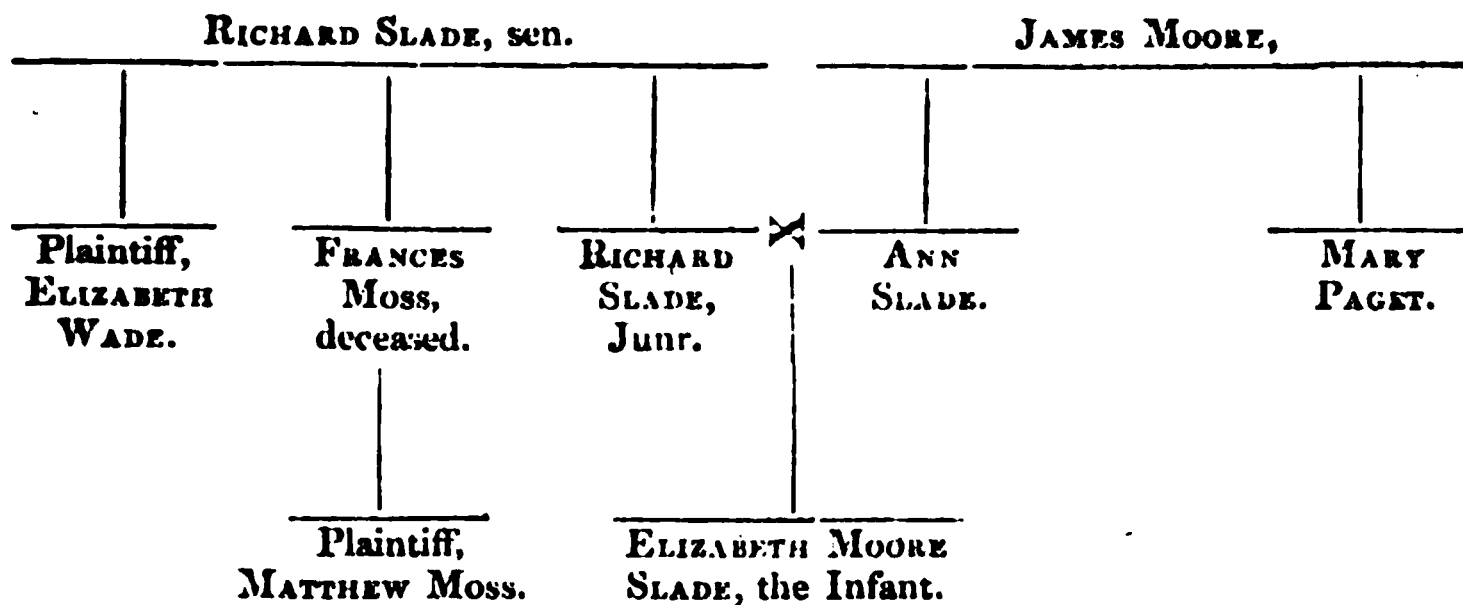 RICHARD SLADE, sen.
JAMES MOORE,
Plaintiff,
ELIZABETH
WADE.
FRANCES
Moss,
deceased.
RICHARD
SLADE,
Junr.
ANN
SLADE.
MARY
PAGET.
Plaintiff,
MATTHEW Moss.
ELIZABETH MOORE
SLADE, the Infant.